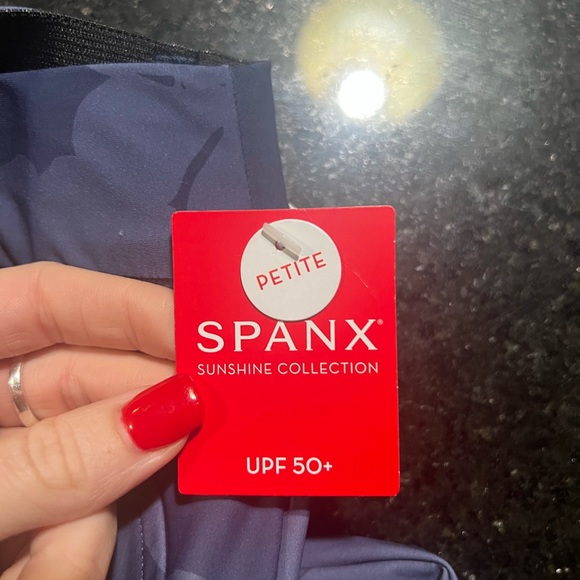 PETITE
SPANX®
SUNSHINE COLLECTION
UPF 50+